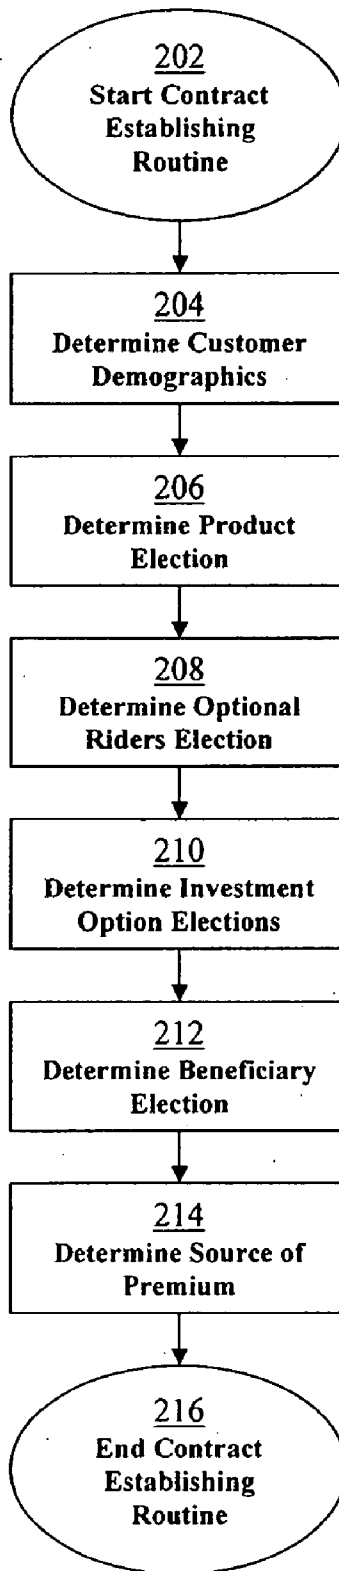 202
Start Contract
Establishing
Routine
204
Determine Customer
Demographics
206
Determine Product
Election
208
Determine Optional
Riders Election
210
Determine Investment
Option Elections
212
Determine Beneficiary
Election
214
Determine Source of
Premium
216
End Contract
Establishing
Routine